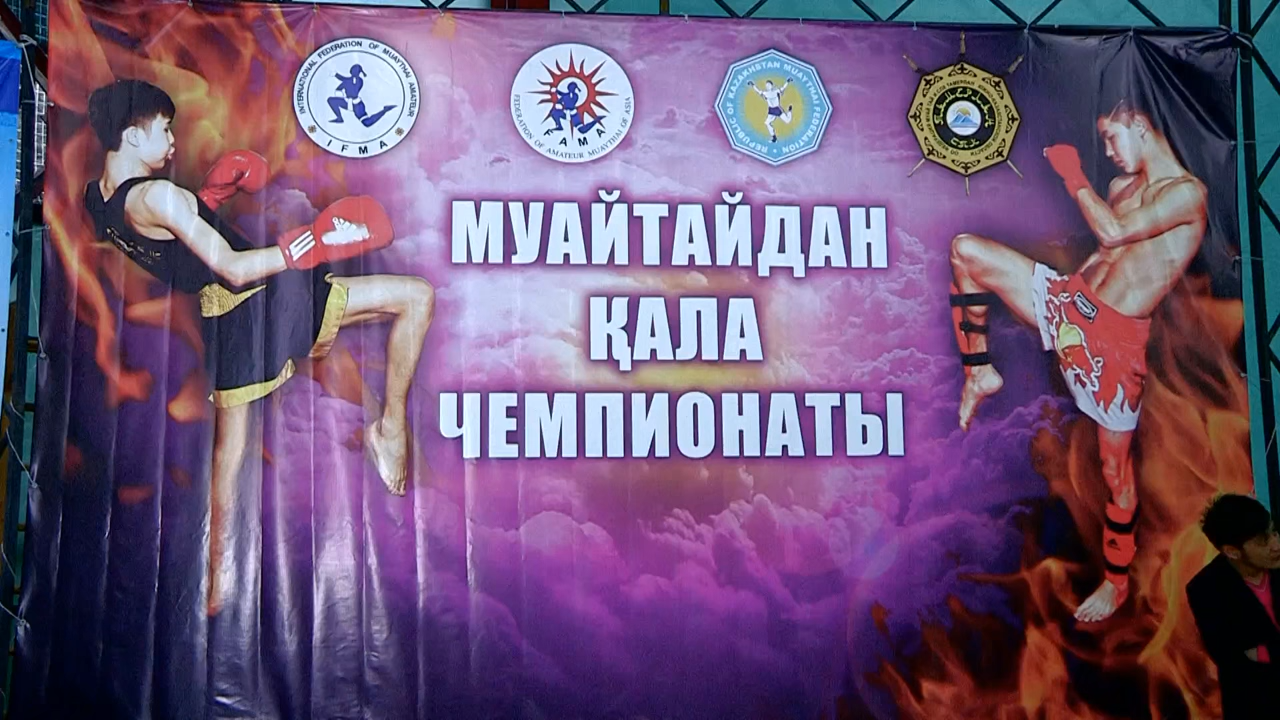 INTERNATIONAL FEDERATION OF MUAYTHAI AMATEUR
IFMA
FAMA
FEDERATION OF AMATEUR MUAYTHAI OF ASIA
REPUBLIC OF KAZAKHSTAN MUAYTHAI FEDERATION
МУАЙТАЙДАН
ҚАЛА
ЧЕМПИОНАТЫ